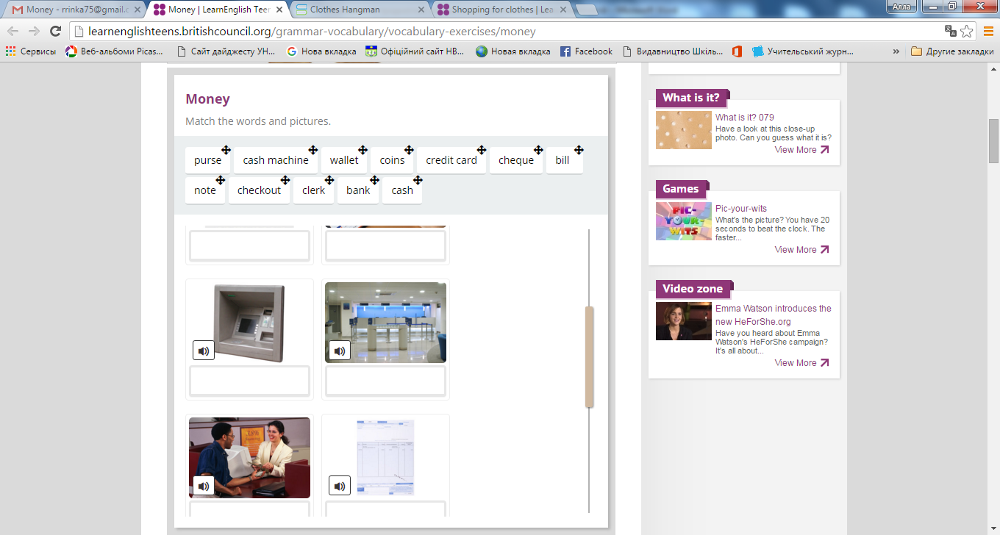 Money - rrinka75@gmail.c
Money | LearnEnglish Teer
Clothes Hangman
Shopping for clothes | Lea
Алла
learnenglishteens.britishcouncil.org/grammar-vocabulary/vocabulary-exercises/money
Сервисы
Веб-альбоми Picas...
Сайт дайджесту УН...
Нова вкладка
Офіційний сайт НВ...
Новая вкладка
Facebook
Видавництво Шкіль...
Учительський журн...
»
Другие закладки
Money
Match the words and pictures.
purse cash machine wallet coins credit card cheque bill
note checkout clerk bank cash
What is it?
What is it? 079
Have a look at this close-up
photo. Can you guess what it is?
View More
Games
PIC-
YOUR-
WITS
Pic-your-wits
What's the picture? You have 20
seconds to beat the clock. The
faster...
View More
Video zone
Emma Watson introduces the
new HeForShe.org
Have you heard about Emma
Watson's HeForShe campaign?
It's all about...
View More